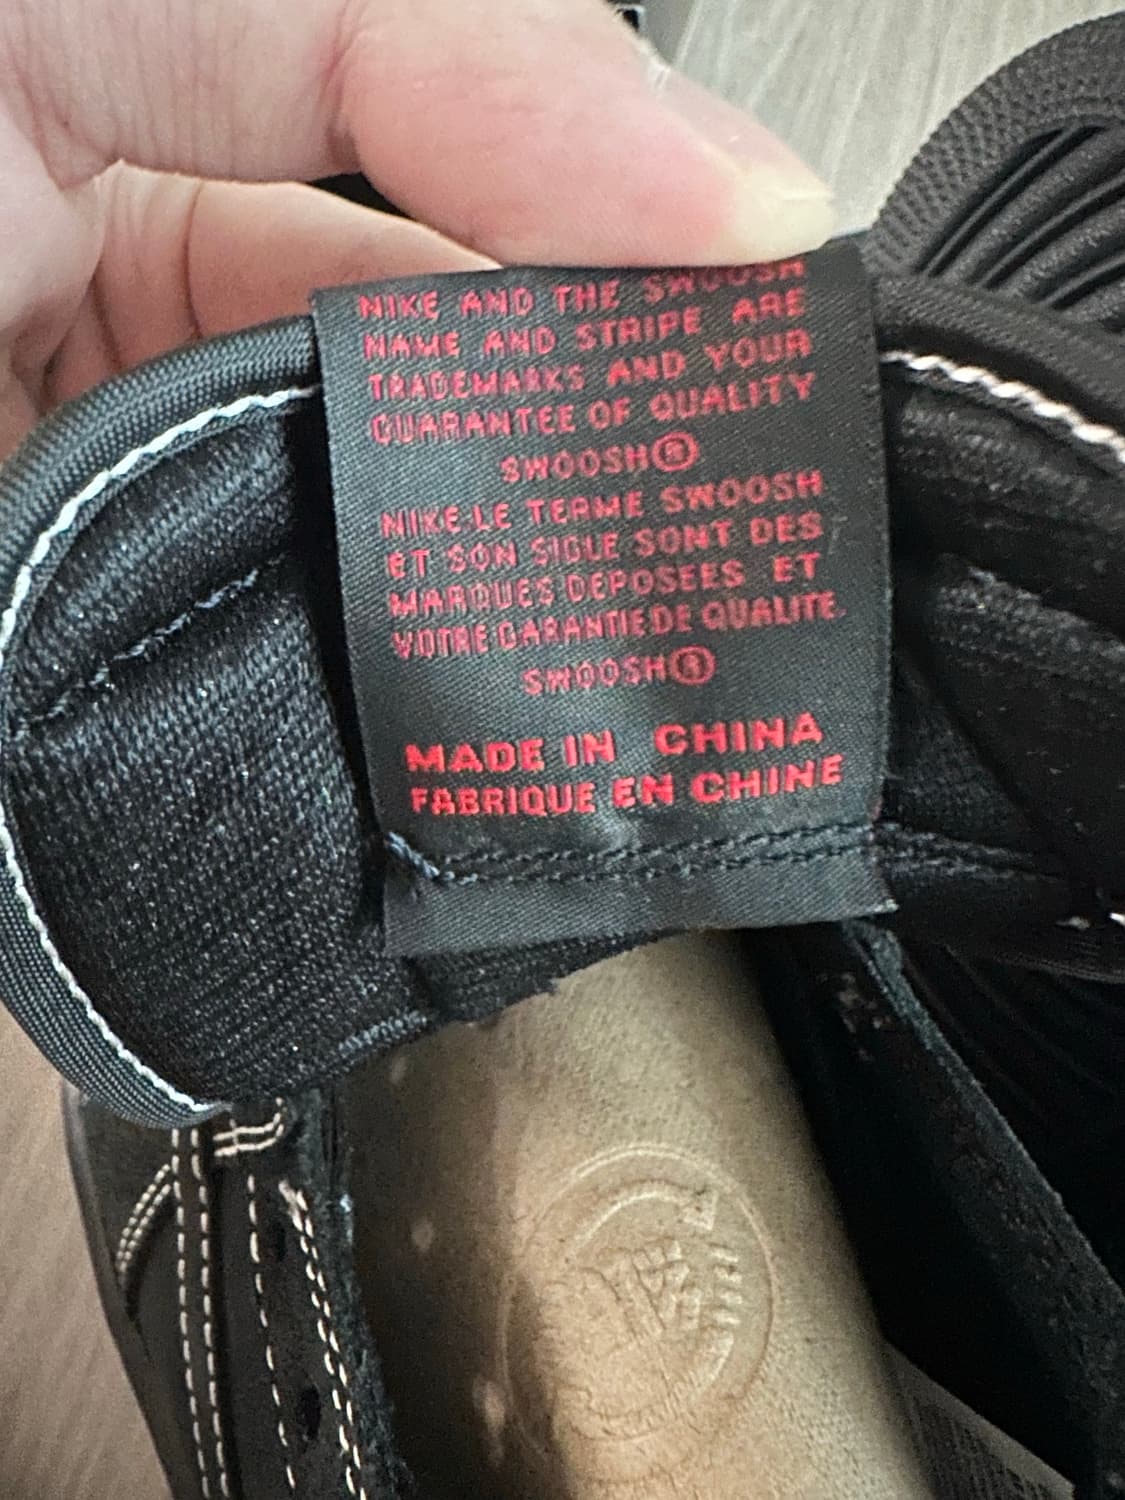 NIKE AND THE SWOOSH
NAME AND STRIPE ARE
TRADEMARKS AND YOUR
GUARANTEE OF QUALITY
SWOOSH®
NIKE-LE TERME SWOOSH
ET SON SIGLE SONT DES
MARQUES DEPOSEES ET
VOTRE GARANTIE DE QUALITE.
SWOOSH®
MADE IN CHINA
FABRIQUE EN CHINE